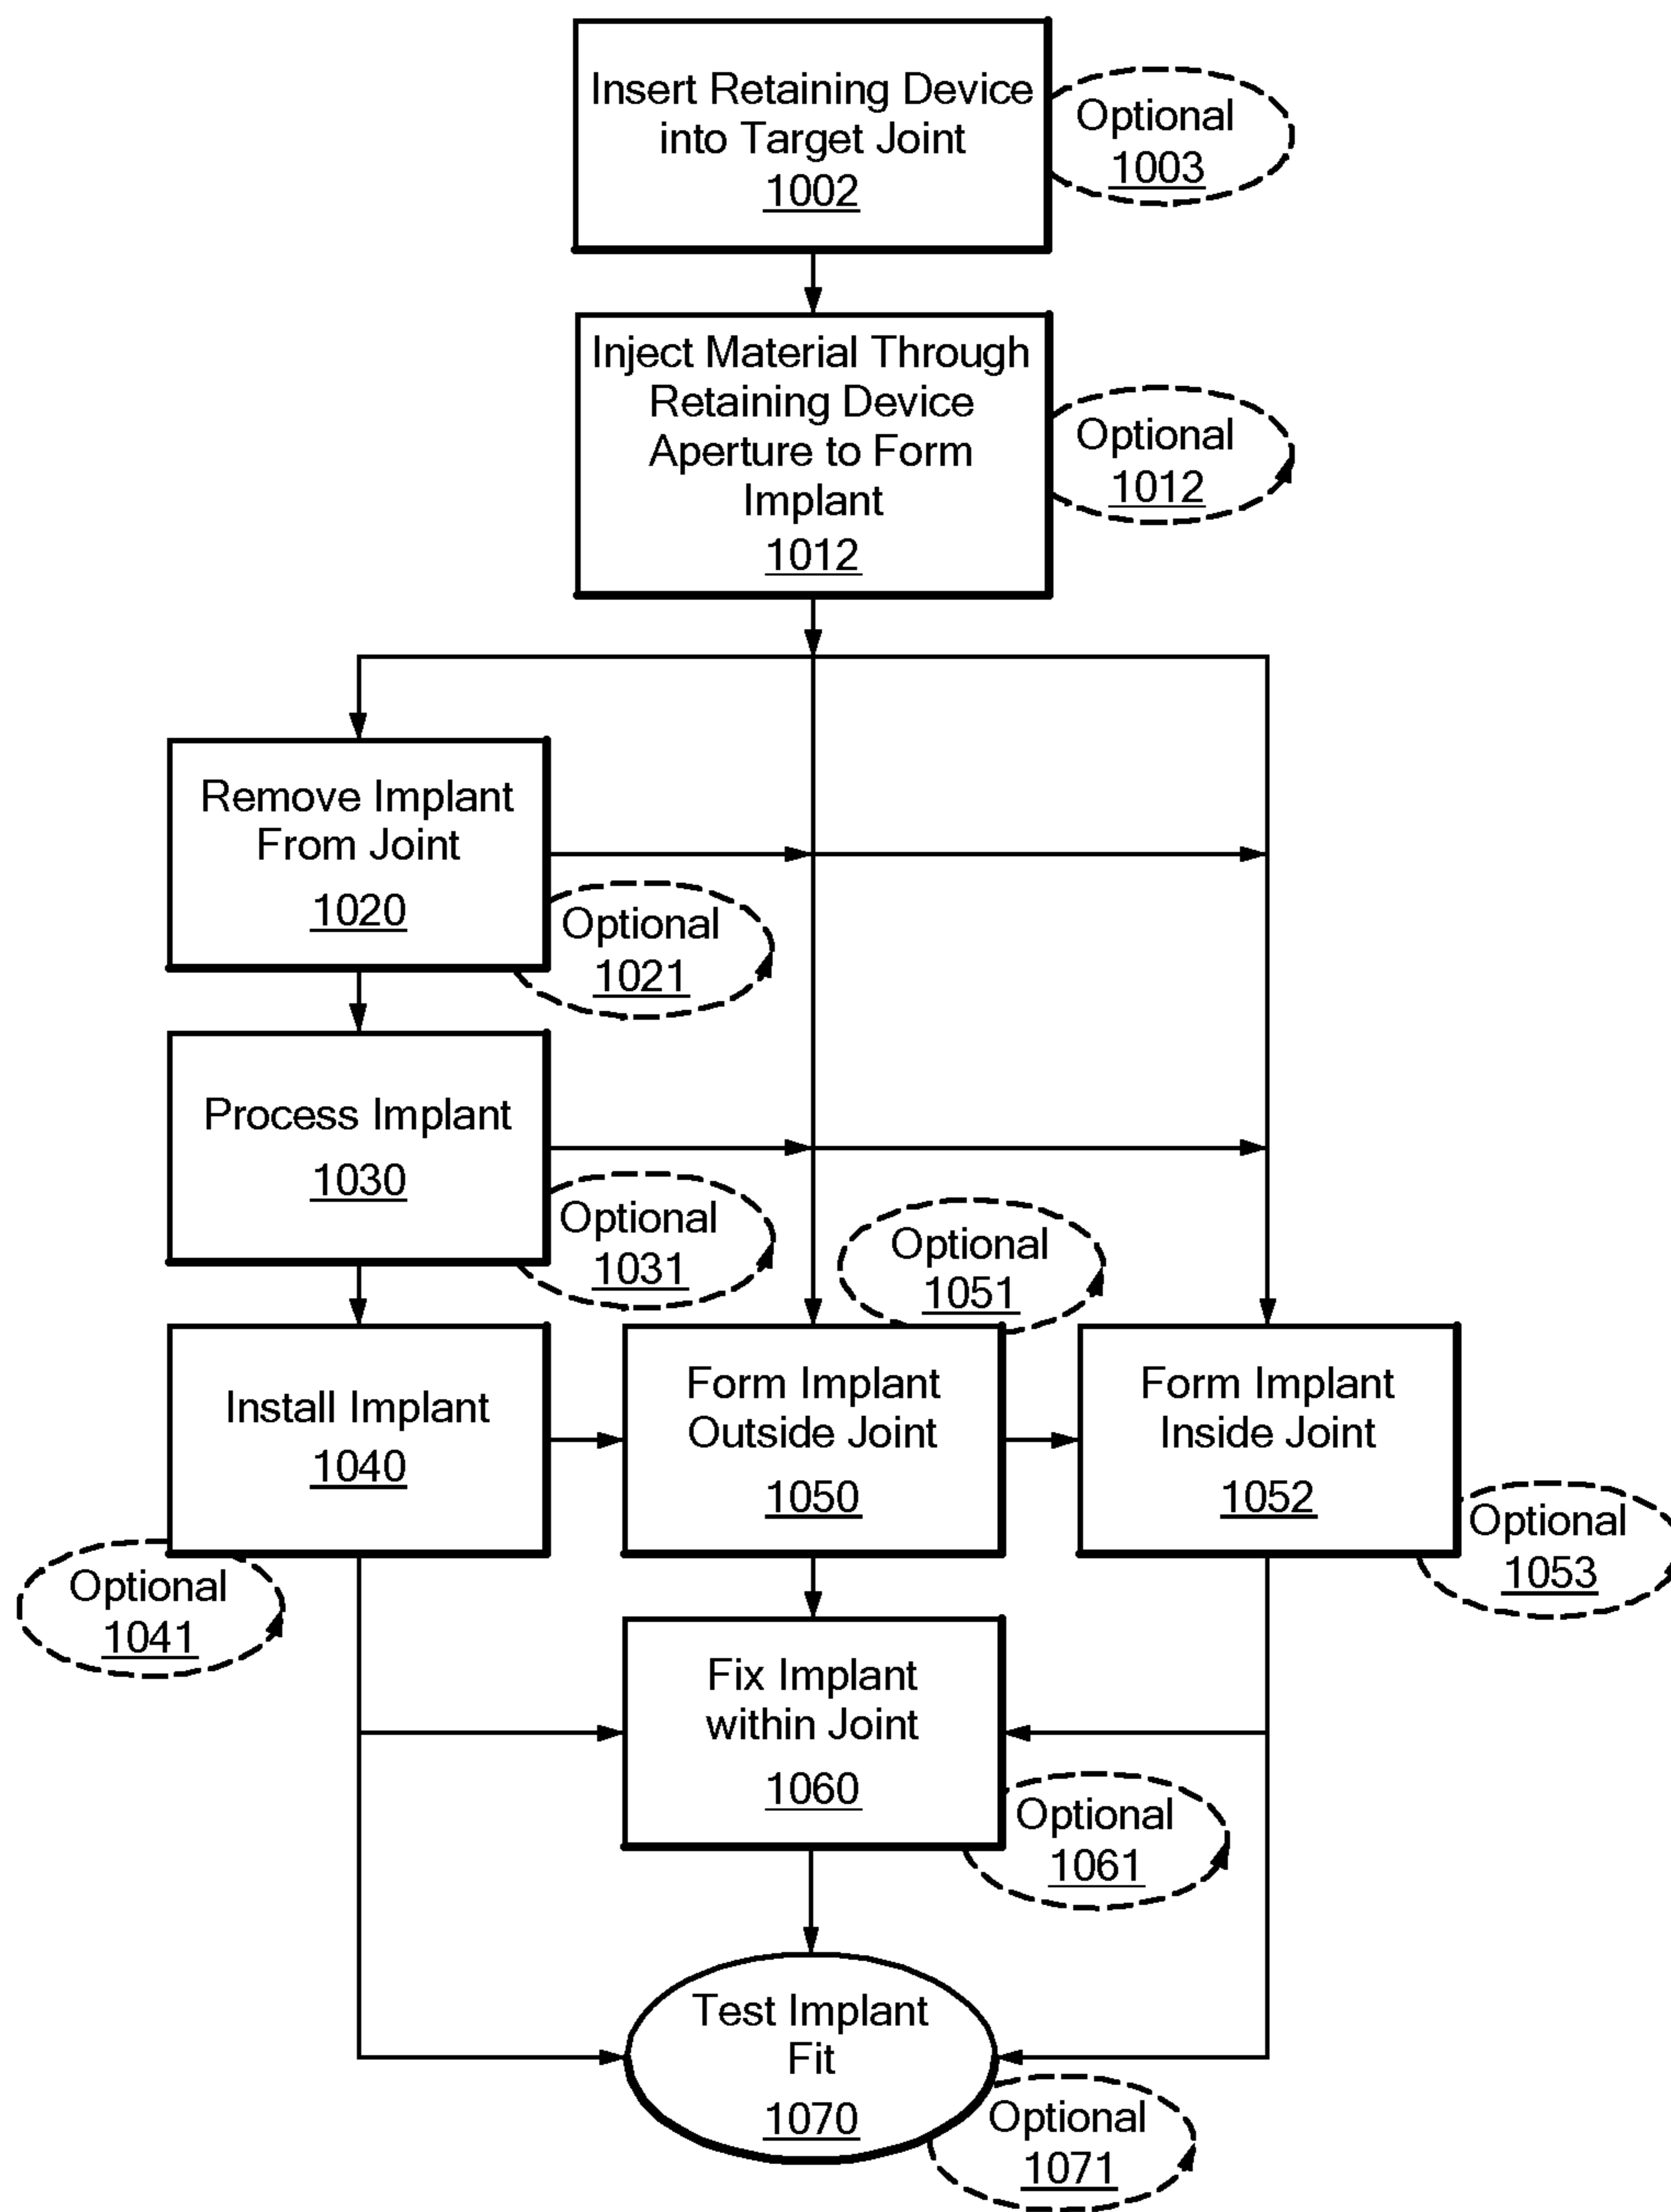 Insert Retaining Device
into Target Joint
1002
Optional
1003
Inject Material Through
Retaining Device
Aperture to Form
Implant
1012
Optional
1012
Remove Implant
From Joint
1020
Optional
1021
Process Implant
1030
Optional
1031
Optional
1051
Install Implant
1040
Optional
1041
Form Implant
Outside Joint
1050
Form Implant
Inside Joint
1052
Optional
1053
Fix Implant
within Joint
1060
Optional
1061
Test Implant
Fit
1070
Optional
1071